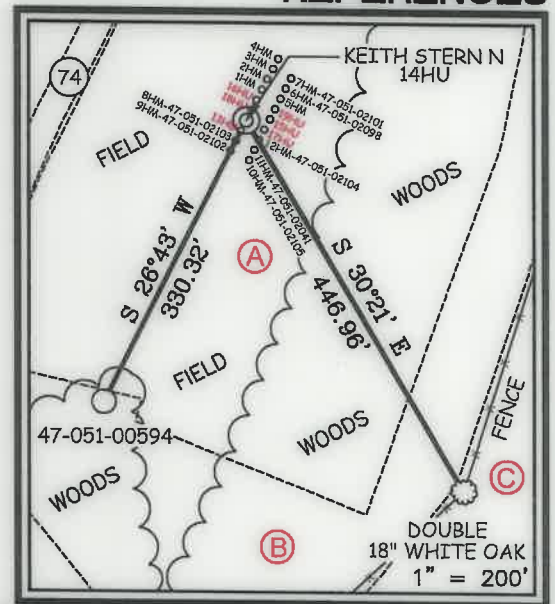 74
4HM
3HM
2HM
1HM
KEITH STERN N
14HU
7HM-47-051-02101
6HM-47-051-02098
5HM
8HM-47-051-02103
9HM-47-051-02102
2HM-47-051-02104
11HM-47-051-02041
10HM-47-051-02105
FIELD
WOODS
A
S 26°43' W
330.32'
S 30°21' E
446.96'
FIELD
47-051-00594
WOODS
WOODS
FENCE
B
C
DOUBLE
18" WHITE OAK
1" = 200'